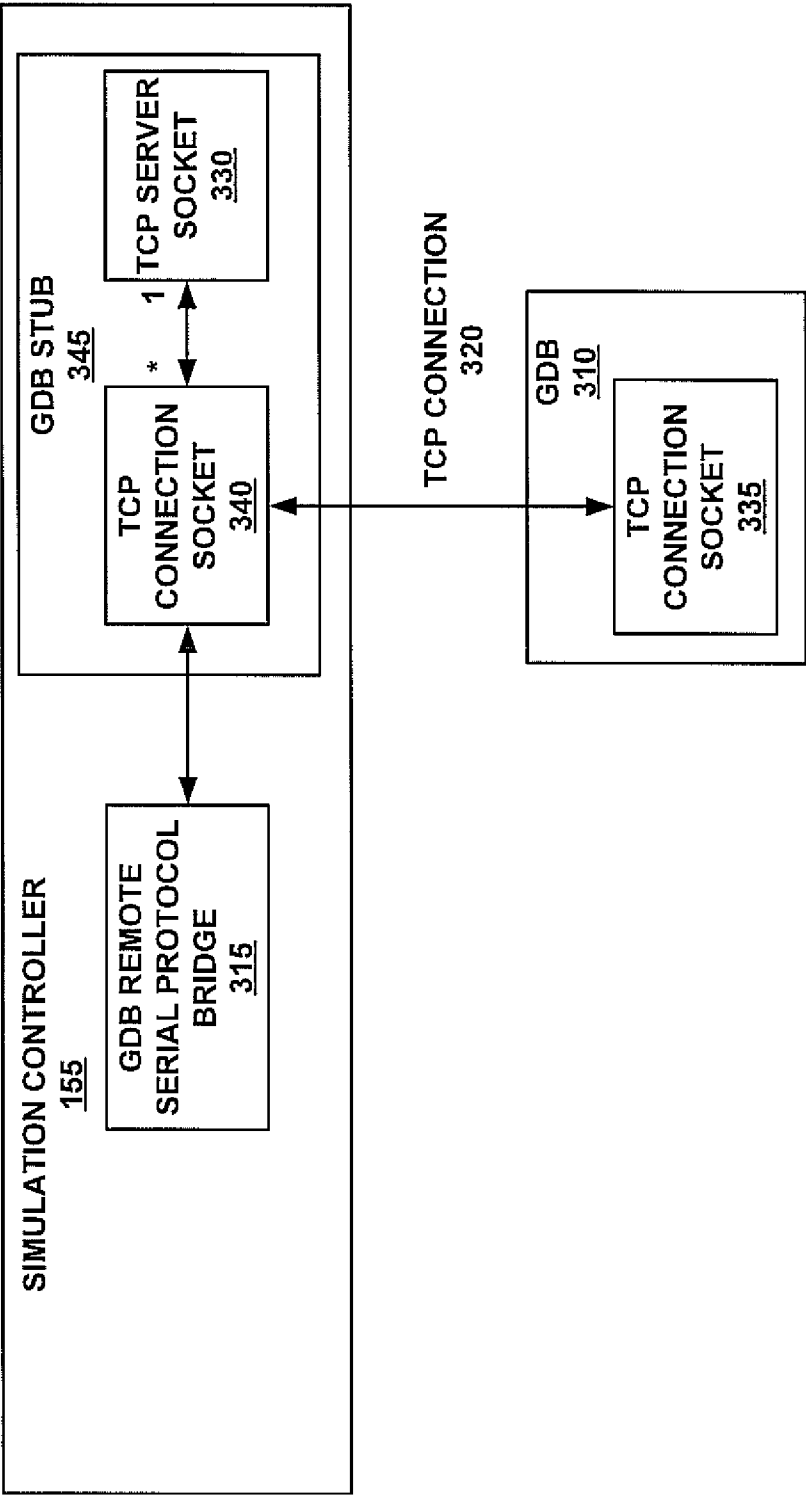 SIMULATION CONTROLLER
155
GDB REMOTE
SERIAL PROTOCOL
BRIDGE
315
GDB STUB
345
TCP
CONNECTION
SOCKET
340
*
1
TCP SERVER
SOCKET
330
TCP CONNECTION
320
GDB
310
TCP
CONNECTION
SOCKET
335